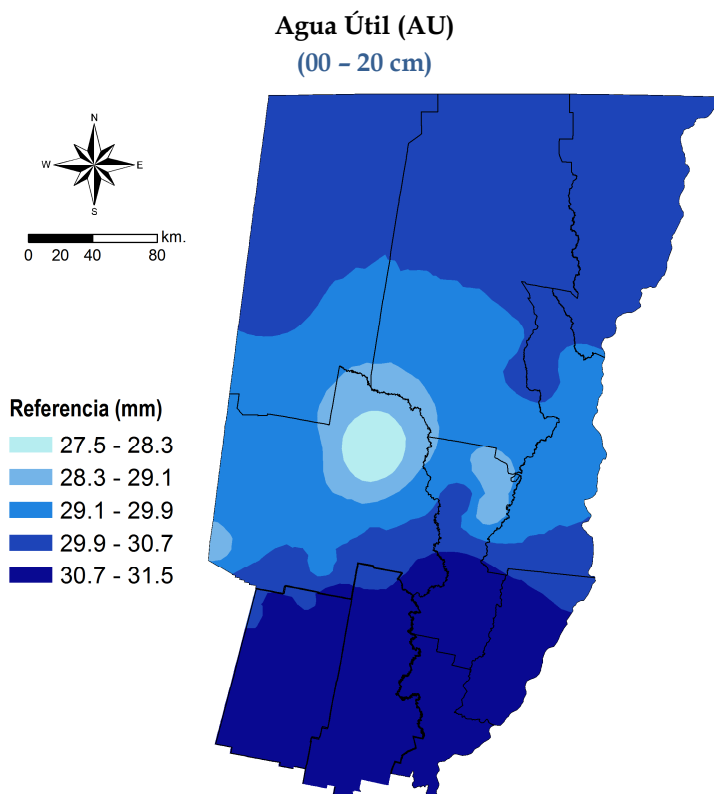 Agua Útil (AU)
(00 – 20 cm)
N
W E
S
km.
0 20 40 80
Referencia (mm)
27.5 - 28.3
28.3 - 29.1
29.1 - 29.9
29.9 - 30.7
30.7 - 31.5